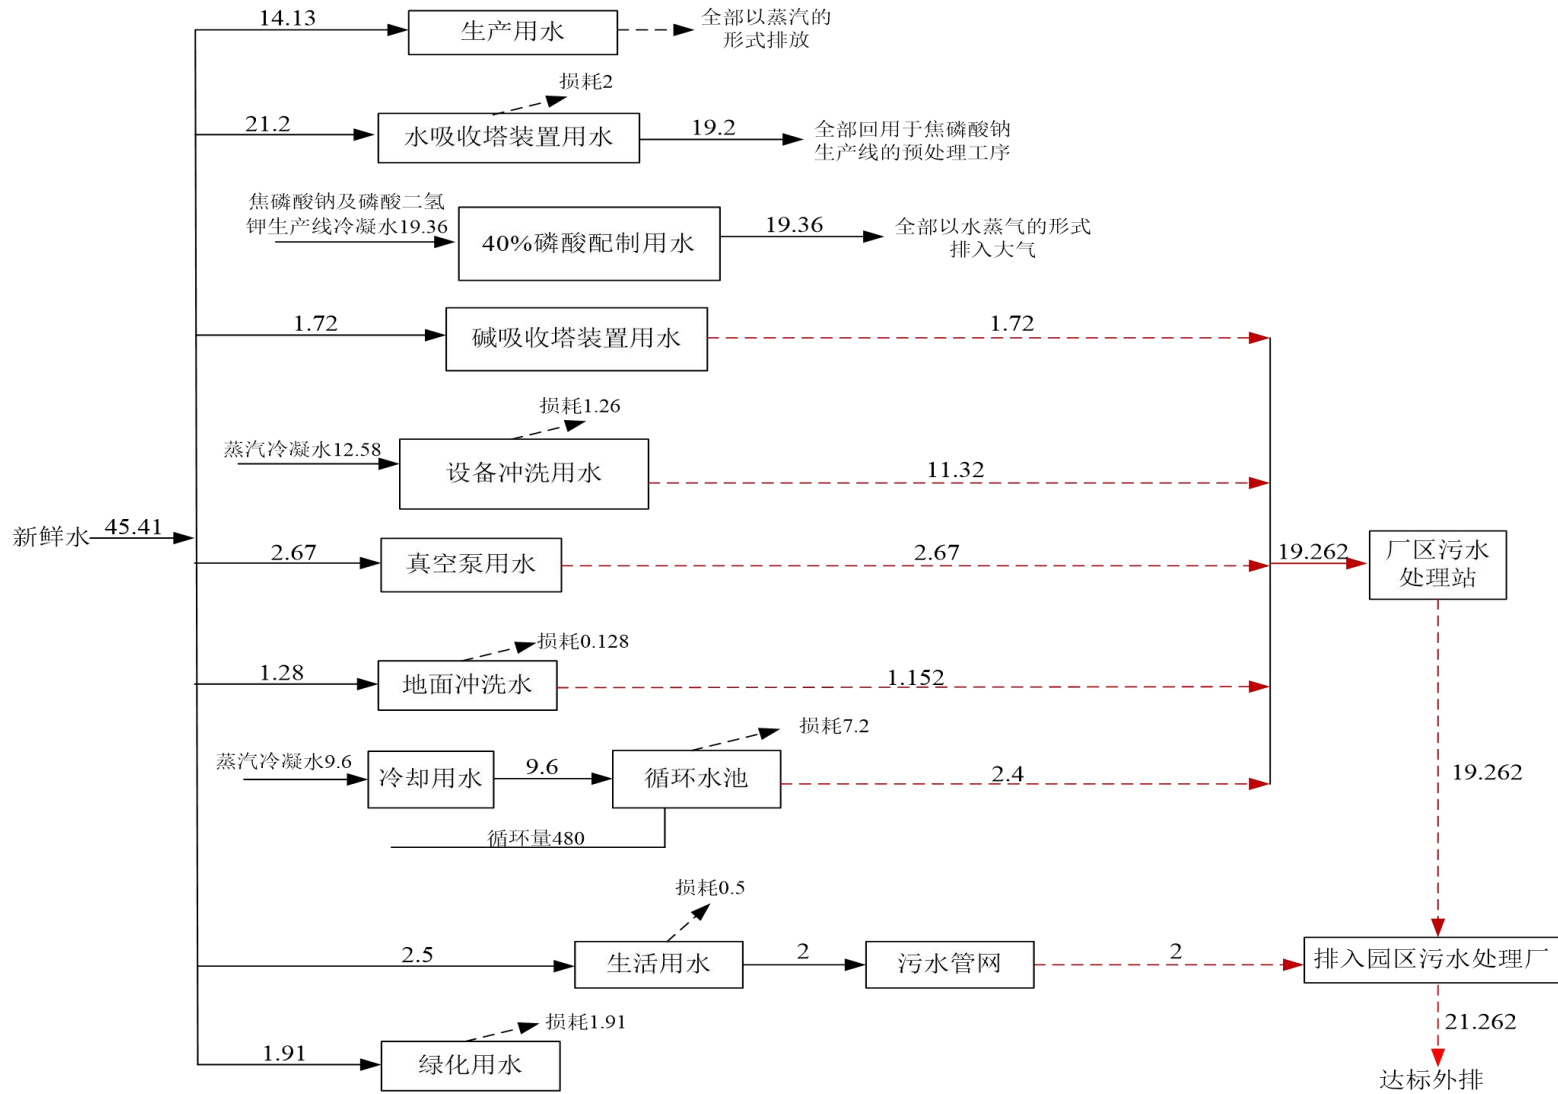 14.13
生产用水
全部以蒸汽的
形式排放
损耗2
21.2
水吸收塔装置用水
19.2
全部回用于焦磷酸钠
生产线的预处理工序
焦磷酸钠及磷酸二氢
钾生产线冷凝水19.36
40%磷酸配制用水
19.36
全部以水蒸气的形式
排入大气
1.72
碱吸收塔装置用水
1.72
损耗1.26
蒸汽冷凝水12.58
设备冲洗用水
11.32
新鲜水
45.41
2.67
真空泵用水
2.67
19.262
厂区污水
处理站
损耗0.128
1.28
地面冲洗水
1.152
损耗7.2
蒸汽冷凝水9.6
冷却用水
9.6
循环水池
2.4
19.262
循环量480
损耗0.5
2.5
生活用水
2
污水管网
2
排入园区污水处理厂
损耗1.91
21.262
1.91
绿化用水
达标外排